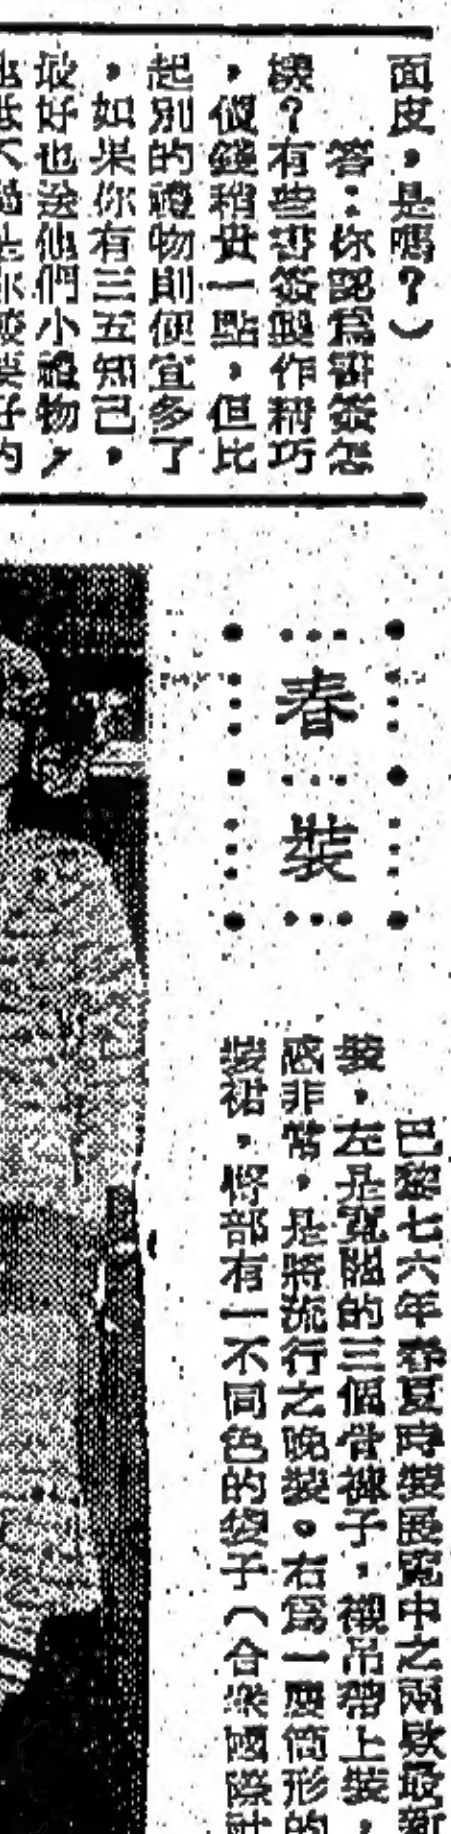 面皮，是嗎？）
答：你認爲書簽怎
樣？有些書簽製作精巧
，價錢稍貴一點，但比
起別的禮物則便宜多了
，如果你有三五知己，
最好也送他們小禮物，
春裝
巴黎七六年春夏時裝展覽中之兩款最新
裝，左是寬闊的三個骨褲子，襯吊帶上裝，
感非常，是將流行之晚裝。右爲一層筒形的
裝裙，臀部有一不同色的袋子（合衆國際社